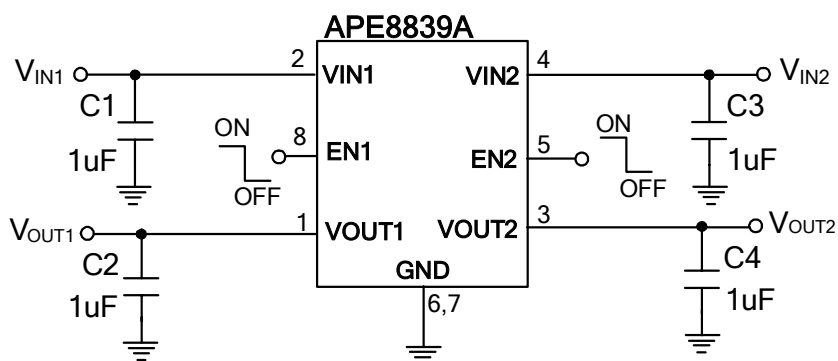 APE8839A
VIN1 2 VIN1 VIN2 4 VIN2
C1 1uF
C3 1uF
ON OFF 8 EN1 EN2 5 ON OFF
VOUT1 1 VOUT1 VOUT2 3 VOUT2
C2 1uF
GND
C4 1uF
6,7